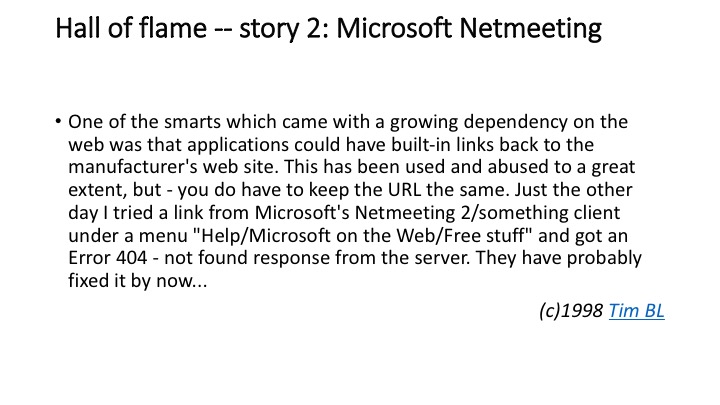 Hall of flame -- story 2: Microsoft Netmeeting
• One of the smarts which came with a growing dependency on the
web was that applications could have built-in links back to the
manufacturer's web site. This has been used and abused to a great
extent, but - you do have to keep the URL the same. Just the other
day I tried a link from Microsoft's Netmeeting 2/something client
under a menu "Help/Microsoft on the Web/Free stuff" and got an
Error 404 - not found response from the server. They have probably
fixed it by now...
(c)1998 Tim BL